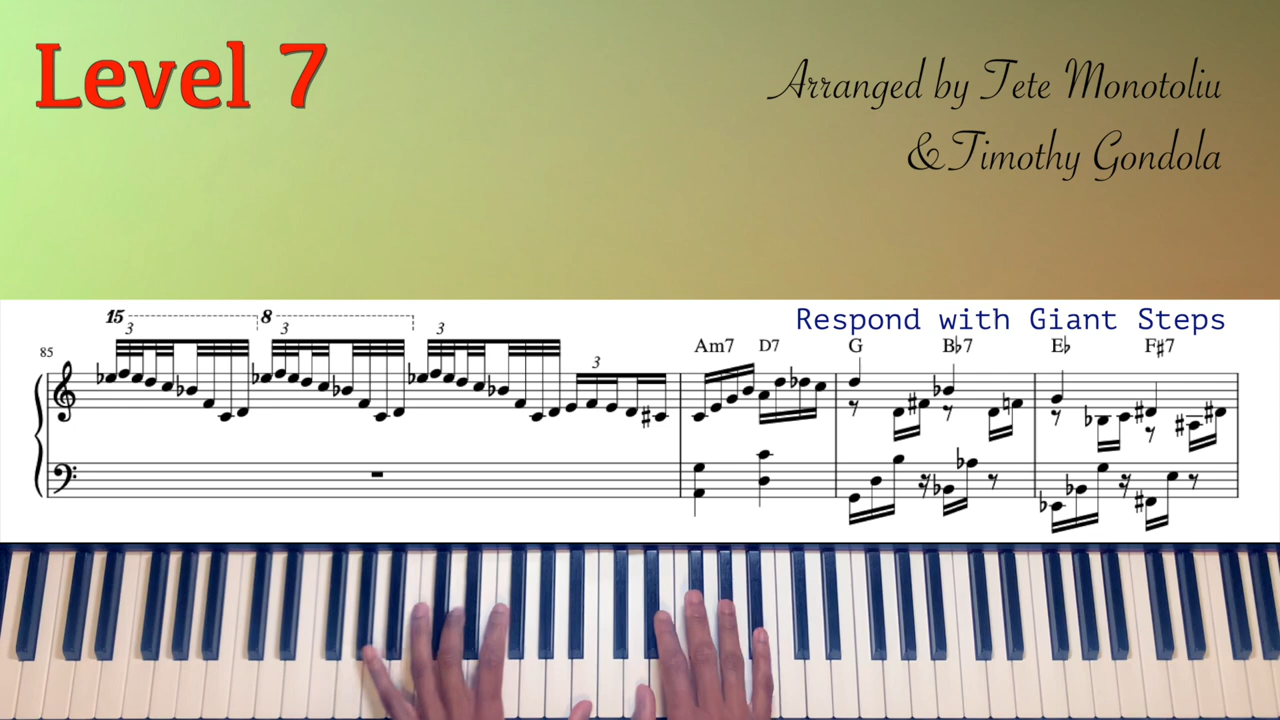 Level 7
Arranged by Tete Monotoliu
&Timothy Gondola
Respond with Giant Steps
15 8
3 3 3
85 Am7 D7 G B♭7 E♭ F♯7
3